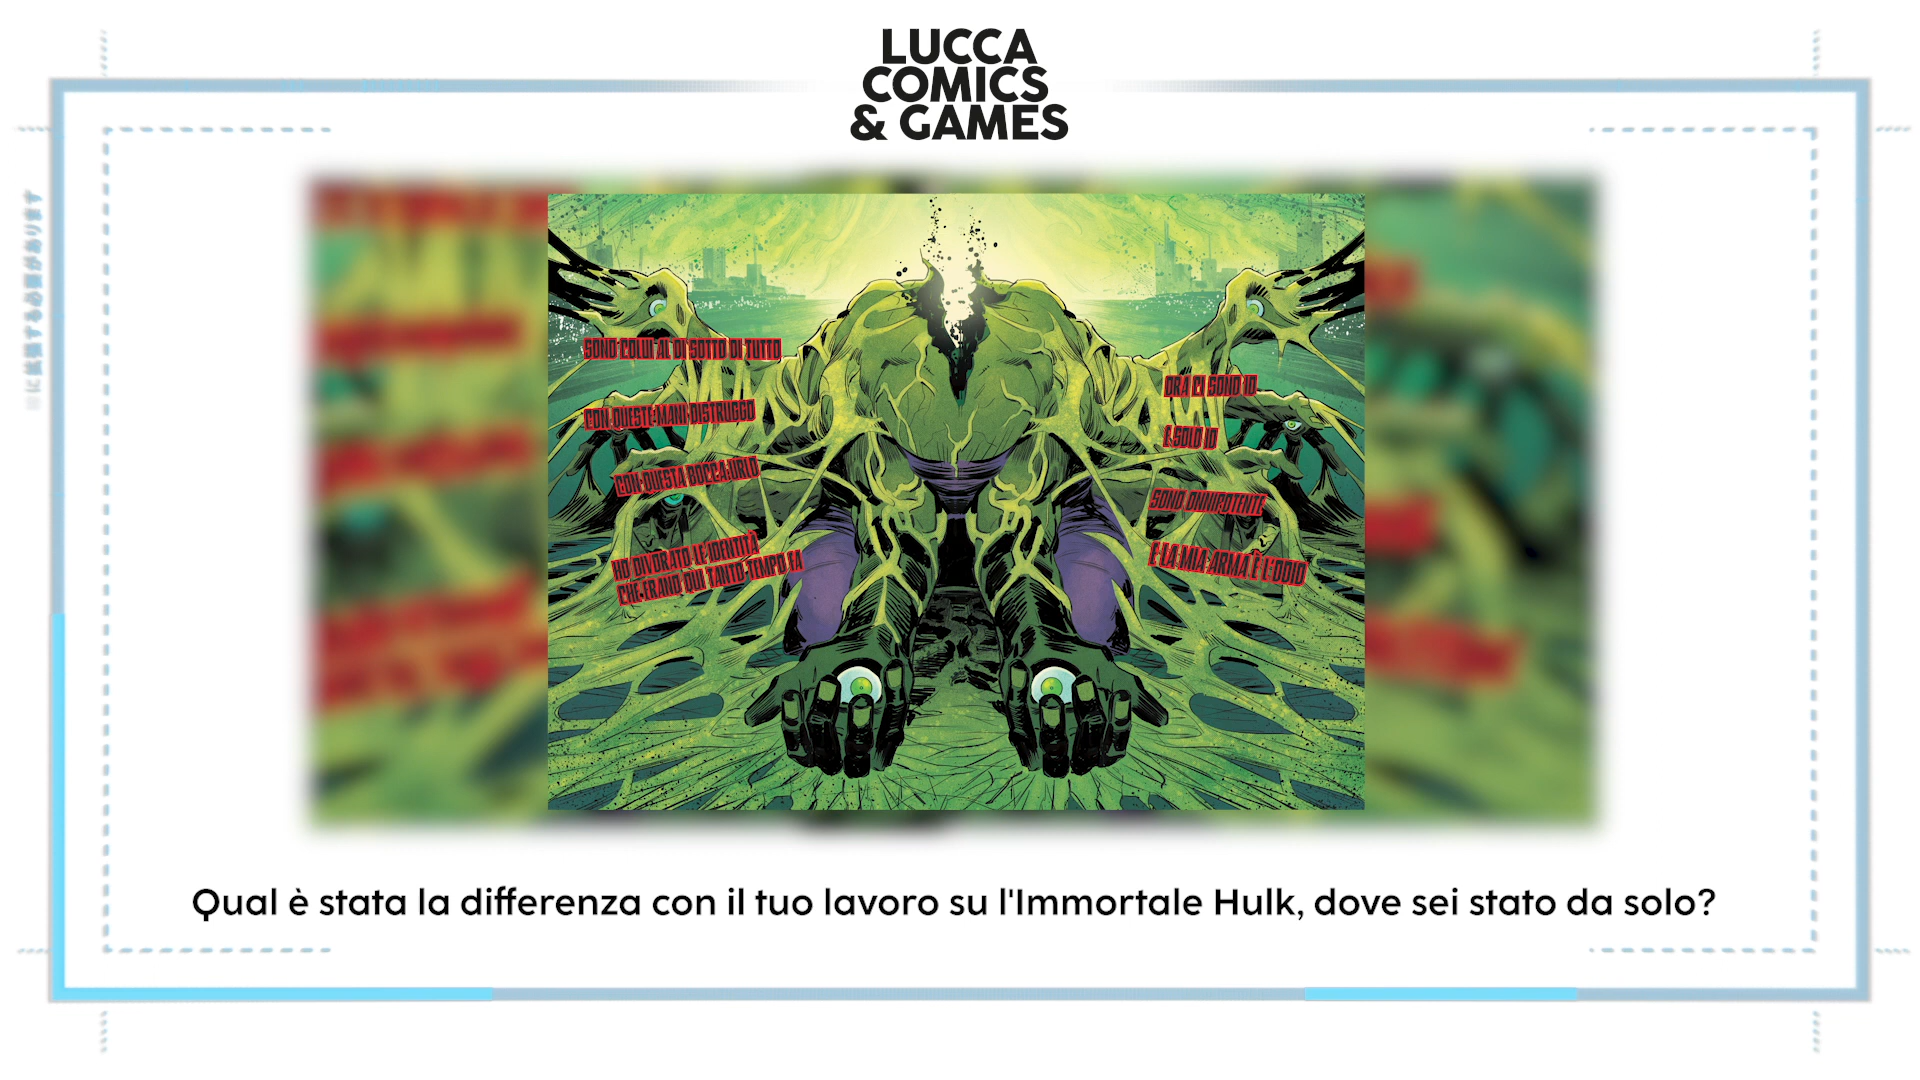 LUCCA
COMICS
& GAMES
SONO COLUI AL DI SOTTO DI TUTTO
CON QUESTE MANI DISTRUGGO
CON QUESTA BOCCA URLO
HO DIVORATO LE IDENTITÀ
CHE ERANO QUI TANTO TEMPO FA
ORA CI SONO IO
E SOLO IO
SONO ONNIPOTENTE
E LA MIA ARMA È L'ODIO
Qual è stata la differenza con il tuo lavoro su l'Immortale Hulk, dove sei stato da solo?